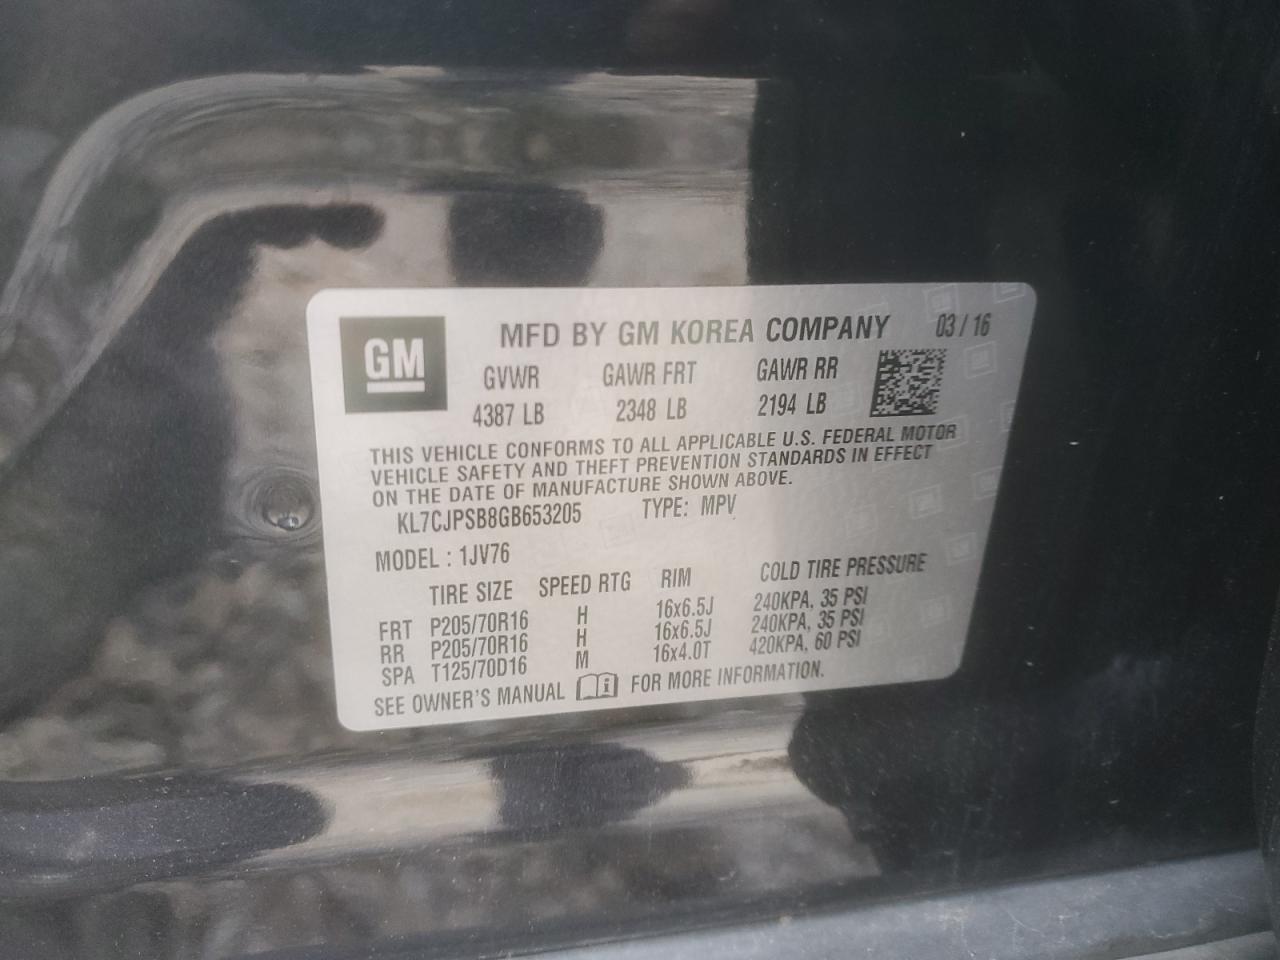 GM
MFD BY GM KOREA COMPANY 03 / 16
GVWR GAWR FRT GAWR RR
4387 LB 2348 LB 2194 LB
THIS VEHICLE CONFORMS TO ALL APPLICABLE U.S. FEDERAL MOTOR
VEHICLE SAFETY AND THEFT PREVENTION STANDARDS IN EFFECT
ON THE DATE OF MANUFACTURE SHOWN ABOVE.
KL7CJPSB8GB653205 TYPE: MPV
MODEL : 1JV76
TIRE SIZE SPEED RTG RIM COLD TIRE PRESSURE
FRT P205/70R16 H 16x6.5J 240KPA, 35 PSI
RR P205/70R16 H 16x6.5J 240KPA, 35 PSI
SPA T125/70D16 M 16x4.0T 420KPA, 60 PSI
SEE OWNER'S MANUAL i FOR MORE INFORMATION.